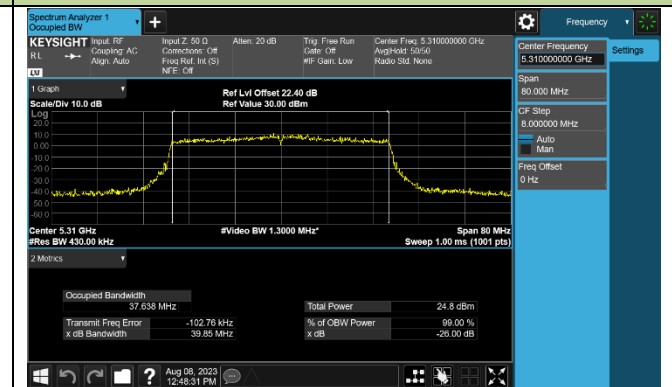 Spectrum Analyzer 1
Occupied BW
+
Frequency
KEYSIGHT
RL
LXI
Input: RF
Coupling: AC
Align: Auto
Input Z: 50 Ω
Corrections: Off
Freq Ref: Int (S)
NFE: Off
Atten: 20 dB
Trig: Free Run
Gate: Off
#IF Gain: Low
Center Freq: 5.310000000 GHz
Avg|Hold: 50/50
Radio Std: None
Center Frequency
5.310000000 GHz
Settings
Span
80.000 MHz
CF Step
8.000000 MHz
Auto
Man
Freq Offset
0 Hz
1 Graph
Scale/Div 10.0 dB
Ref Lvl Offset 22.40 dB
Ref Value 30.00 dBm
Log
20.0
10.0
0.00
-10.0
-20.0
-30.0
-40.0
-50.0
-60.0
Center 5.31 GHz
#Res BW 430.00 kHz
#Video BW 1.3000 MHz*
Span 80 MHz
Sweep 1.00 ms (1001 pts)
2 Metrics
Occupied Bandwidth
37.638 MHz
Total Power 24.8 dBm
Transmit Freq Error -102.76 kHz
% of OBW Power 99.00 %
x dB Bandwidth 39.85 MHz
x dB -26.00 dB
?
Aug 08, 2023
12:48:31 PM